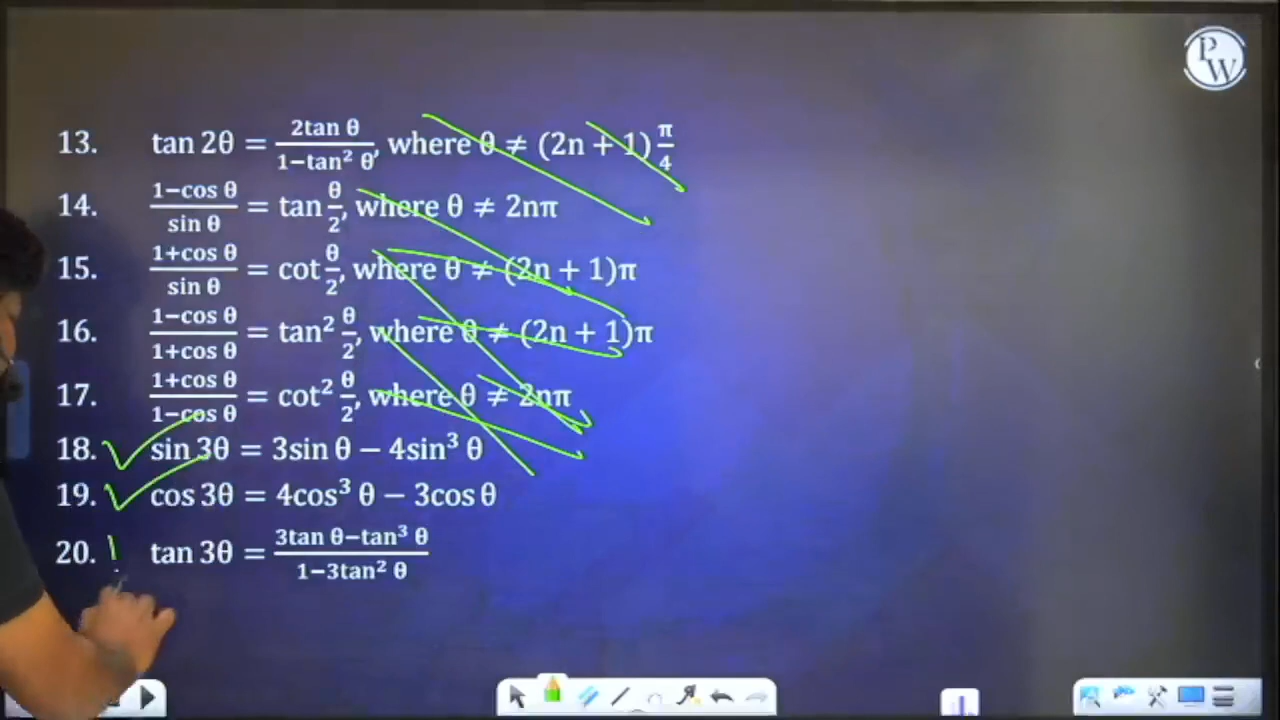 PW
13. tan 2θ = 2tan θ / 1−tan² θ, where θ ≠ (2n + 1) π/4
14. 1−cos θ / sin θ = tan θ/2, where θ ≠ 2nπ
15. 1+cos θ / sin θ = cot θ/2, where θ ≠ (2n + 1)π
16. 1−cos θ / 1+cos θ = tan² θ/2, where θ ≠ (2n + 1)π
17. 1+cos θ / 1−cos θ = cot² θ/2, where θ ≠ 2nπ
18. sin 3θ = 3sin θ − 4sin³ θ
19. cos 3θ = 4cos³ θ − 3cos θ
20. tan 3θ = 3tan θ−tan³ θ / 1−3tan² θ